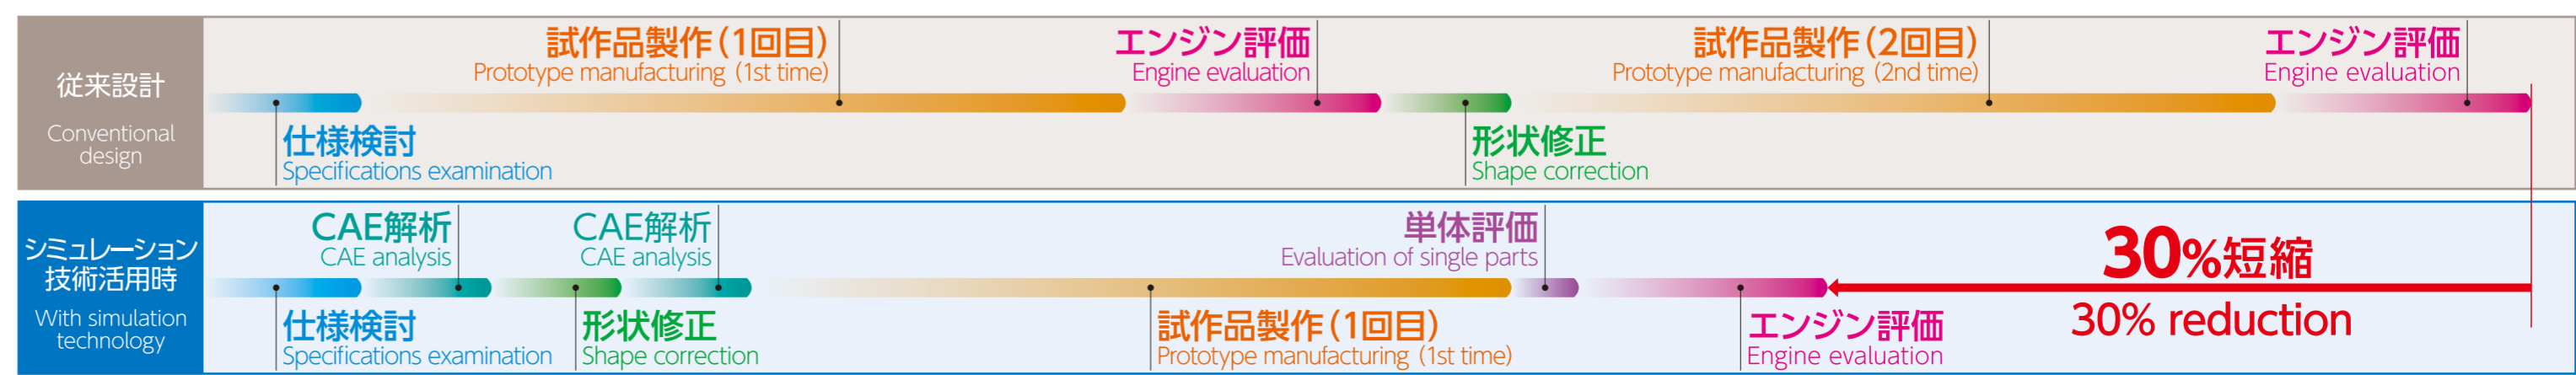 従来設計
Conventional
design
試作品製作(1回目)
Prototype manufacturing (1st time)
エンジン評価
Engine evaluation
試作品製作(2回目)
Prototype manufacturing (2nd time)
エンジン評価
Engine evaluation
仕様検討
Specifications examination
形状修正
Shape correction
シミュレーション
技術活用時
With simulation
technology
CAE解析
CAE analysis
CAE解析
CAE analysis
単体評価
Evaluation of single parts
30%短縮
30% reduction
仕様検討
Specifications examination
形状修正
Shape correction
試作品製作(1回目)
Prototype manufacturing (1st time)
エンジン評価
Engine evaluation